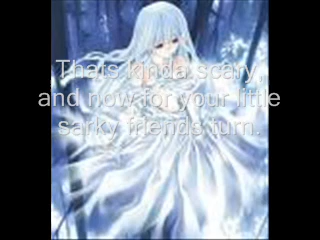 Thats kinda scary,
and now for your little
sarky friends turn.